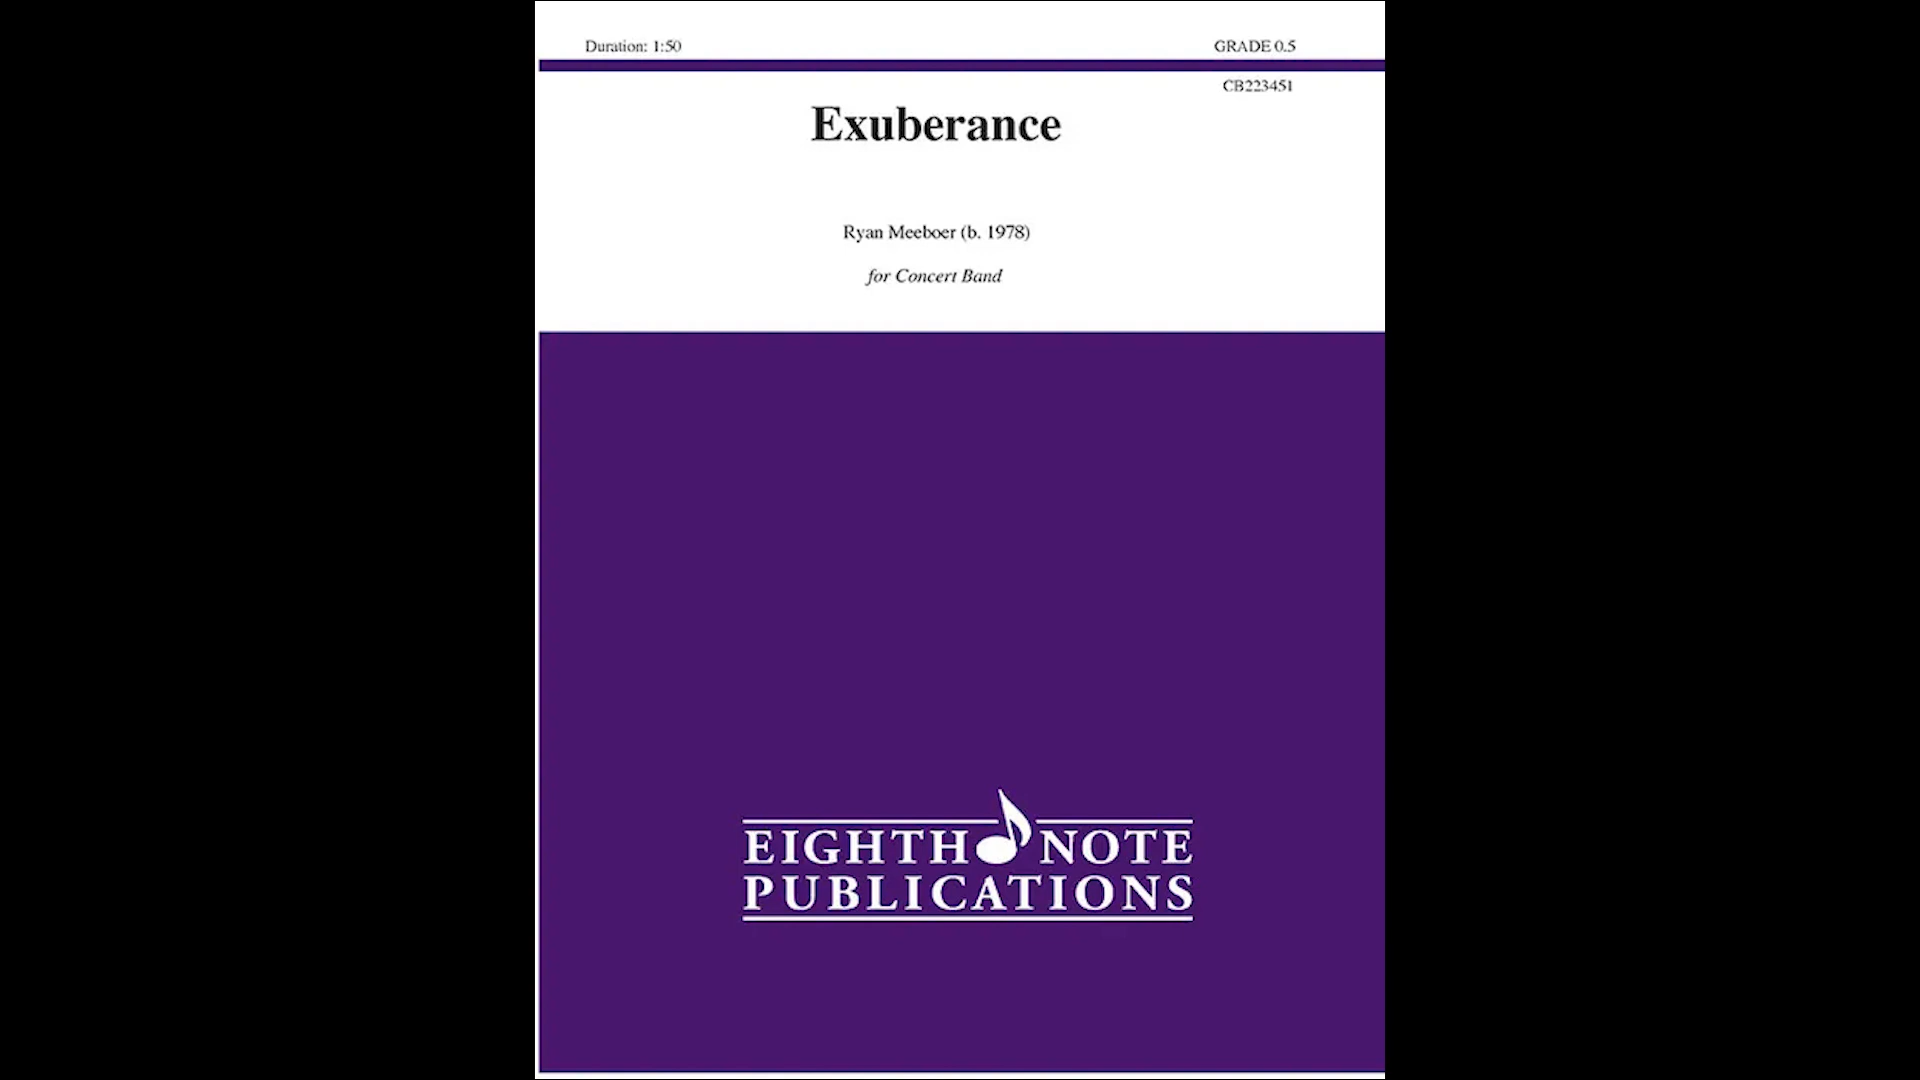 Duration: 1:50
GRADE 0.5
CB223451
Exuberance
Ryan Meeboer (b. 1978)
for Concert Band
EIGHTH NOTE
PUBLICATIONS